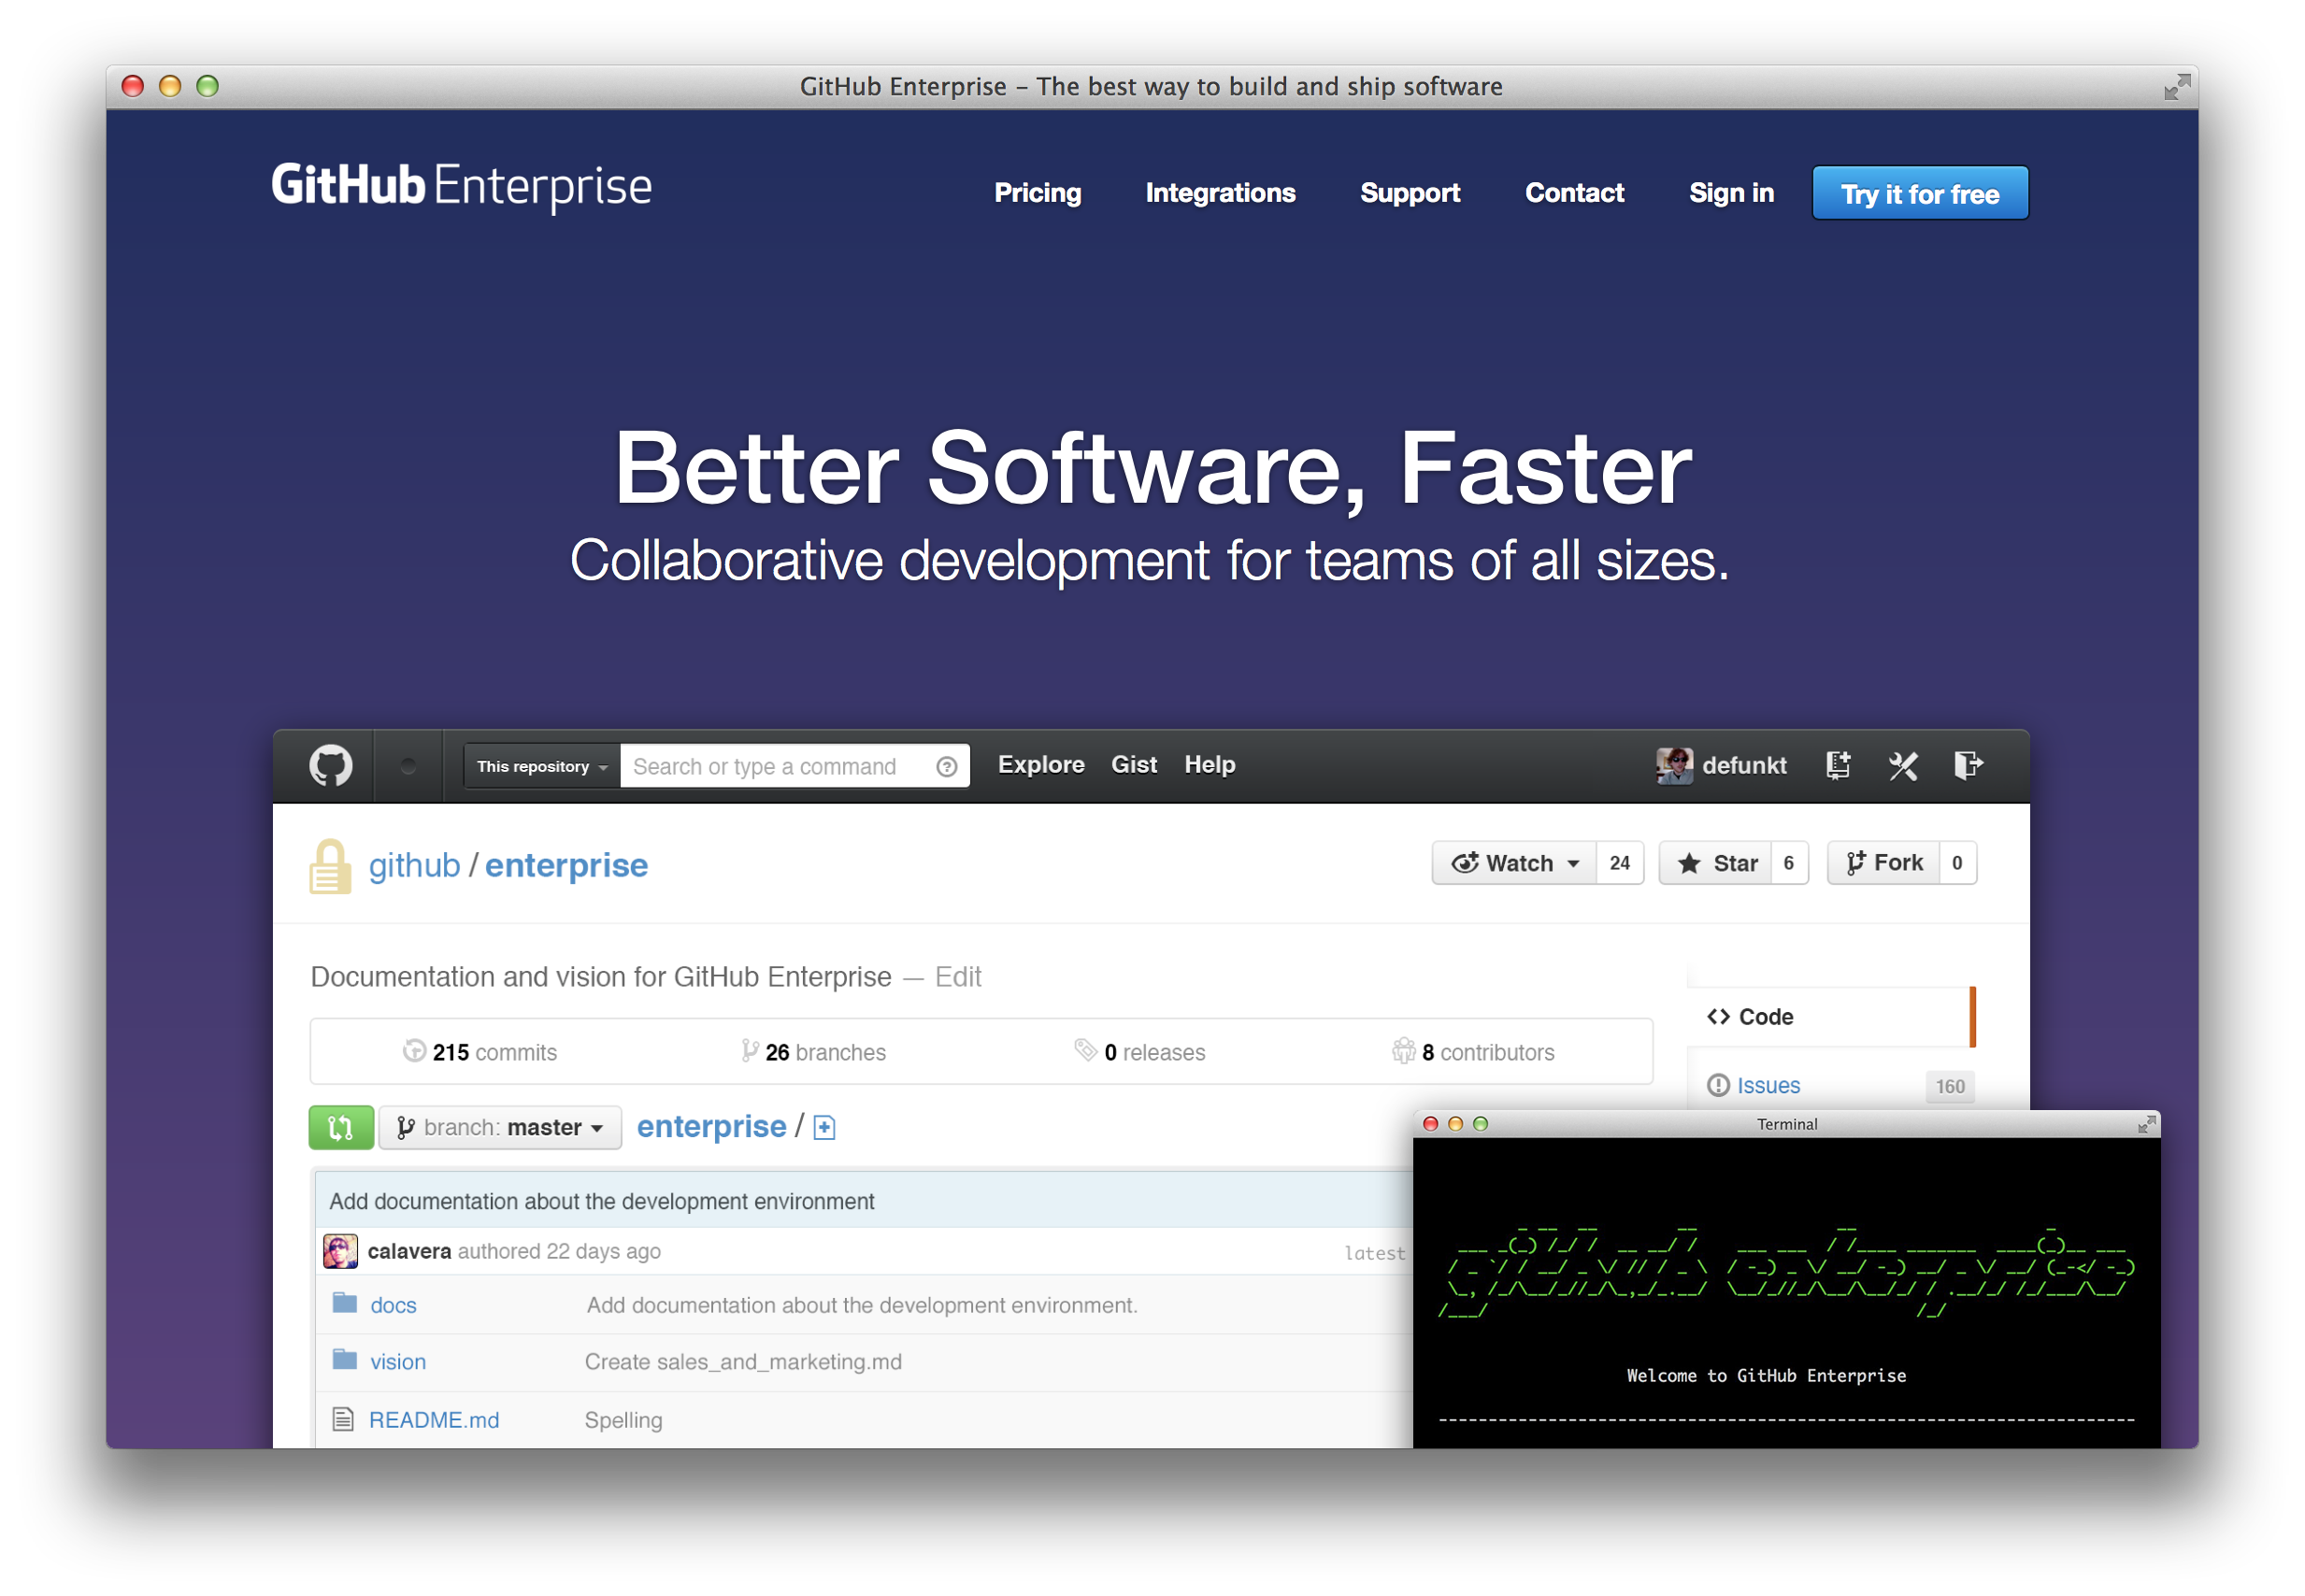 GitHub Enterprise – The best way to build and ship software
GitHub Enterprise
Pricing Integrations Support Contact Sign in Try it for free
Better Software, Faster
Collaborative development for teams of all sizes.
This repository Search or type a command Explore Gist Help defunkt
github / enterprise
Watch 24 Star 6 Fork 0
Documentation and vision for GitHub Enterprise — Edit
Code
215 commits 26 branches 0 releases 8 contributors
Issues 160
branch: master enterprise /
Terminal
Add documentation about the development environment
calavera authored 22 days ago latest
github enterprise
docs Add documentation about the development environment.
vision Create sales_and_marketing.md
Welcome to GitHub Enterprise
README.md Spelling